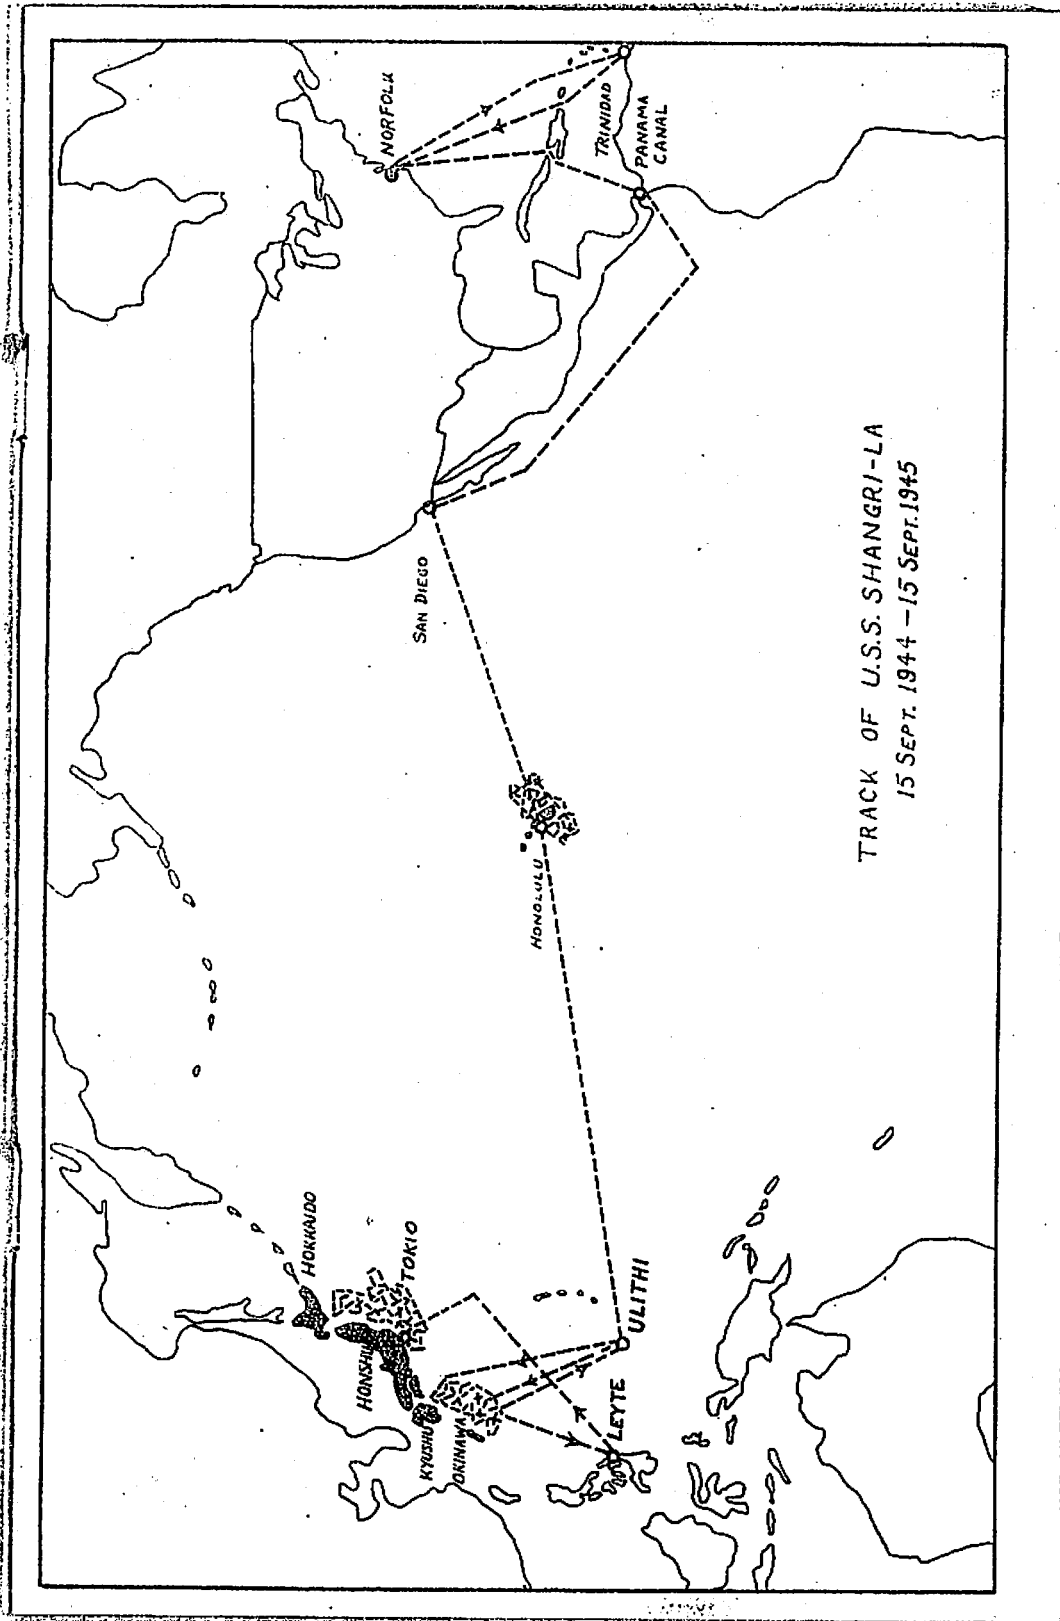 NORFOLK
TRINIDAD
PANAMA
CANAL
SAN DIEGO
HONOLULU
HOKKAIDO
TOKIO
HONSHU
KYUSHU
OKINAWA
ULITHI
LEYTE
TRACK OF U.S.S. SHANGRI-LA
15 SEPT. 1944 – 15 SEPT. 1945